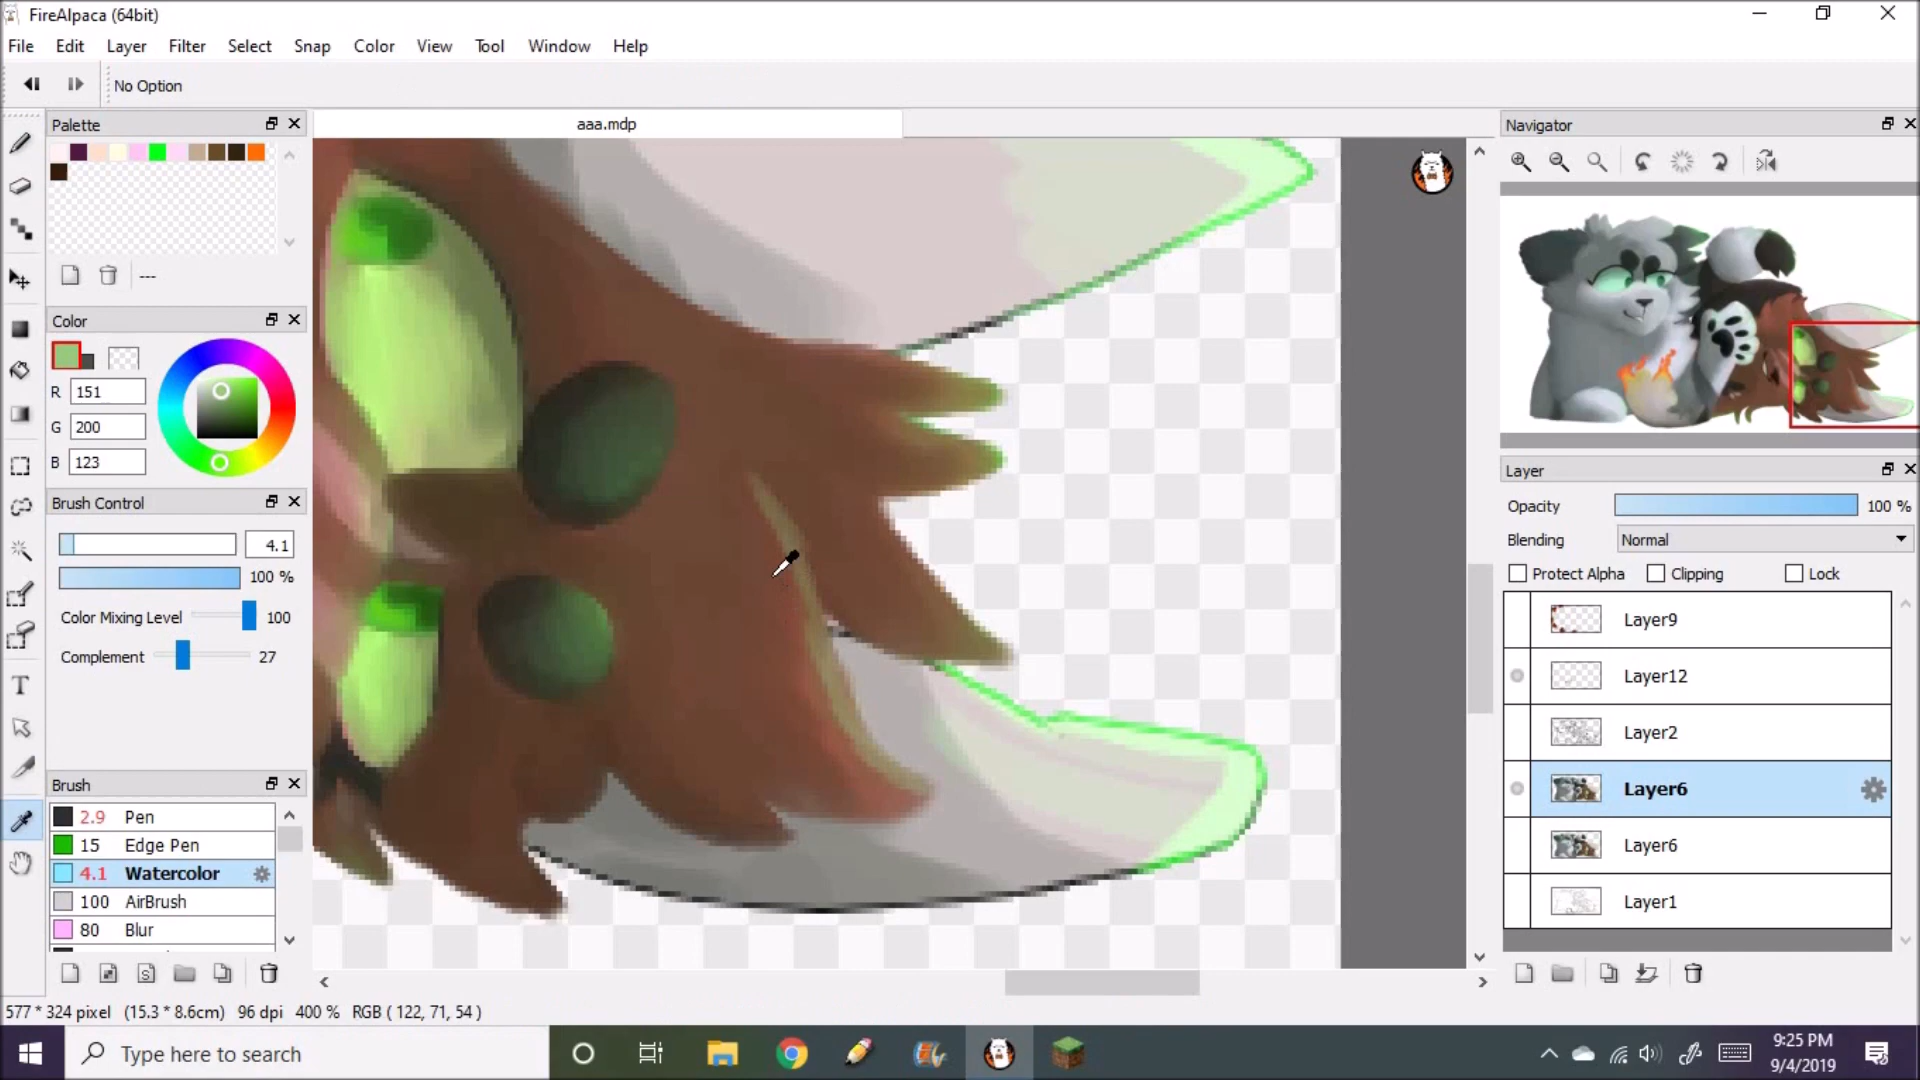 FireAlpaca (64bit)
File Edit Layer Filter Select Snap Color View Tool Window Help
No Option
Palette
aaa.mdp
Navigator
---
Color
R 151
G 200
B 123
Brush Control
4.1
100 %
Color Mixing Level 100
Complement 27
Brush
2.9 Pen
15 Edge Pen
4.1 Watercolor
100 AirBrush
80 Blur
Layer
Opacity 100 %
Blending Normal
Protect Alpha Clipping Lock
Layer9
Layer12
Layer2
Layer6
Layer6
Layer1
577 * 324 pixel (15.3 * 8.6cm) 96 dpi 400 % RGB ( 122, 71, 54 )
Type here to search
9:25 PM
9/4/2019